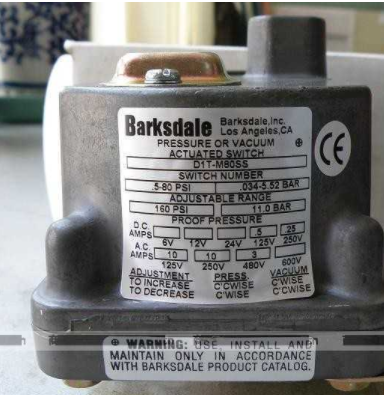 Barksdale Barksdale, Inc.
Los Angeles, CA
PRESSURE OR VACUUM
ACTUATED SWITCH
D1T-M80SS
SWITCH NUMBER
.5-80 PSI .034-5.52 BAR
ADJUSTABLE RANGE
160 PSI 11.0 BAR
PROOF PRESSURE
D.C. AMPS .5 .25
6V 12V 24V 125V 250V
A.C. AMPS 10 10 3
125V 250V 480V 600V
ADJUSTMENT PRESS. VACUUM
TO INCREASE C'CWISE C'WISE
TO DECREASE C'WISE C'CWISE
CE
WARNING: USE, INSTALL AND
MAINTAIN ONLY IN ACCORDANCE
WITH BARKSDALE PRODUCT CATALOG.